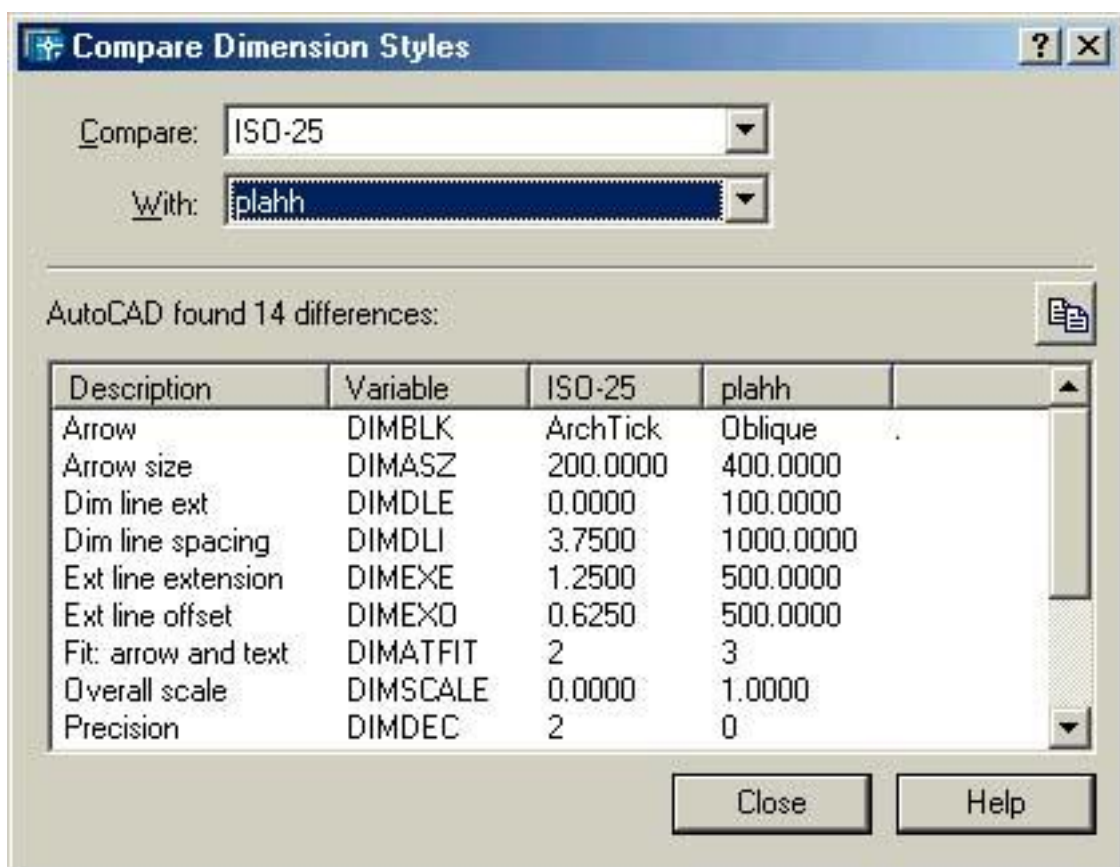 Compare Dimension Styles
Compare: ISO-25
With: plahh
AutoCAD found 14 differences:
Description Variable ISO-25 plahh
Arrow DIMBLK ArchTick Oblique .
Arrow size DIMASZ 200.0000 400.0000
Dim line ext DIMDLE 0.0000 100.0000
Dim line spacing DIMDLI 3.7500 1000.0000
Ext line extension DIMEXE 1.2500 500.0000
Ext line offset DIMEXO 0.6250 500.0000
Fit: arrow and text DIMATFIT 2 3
Overall scale DIMSCALE 0.0000 1.0000
Precision DIMDEC 2 0
Close Help